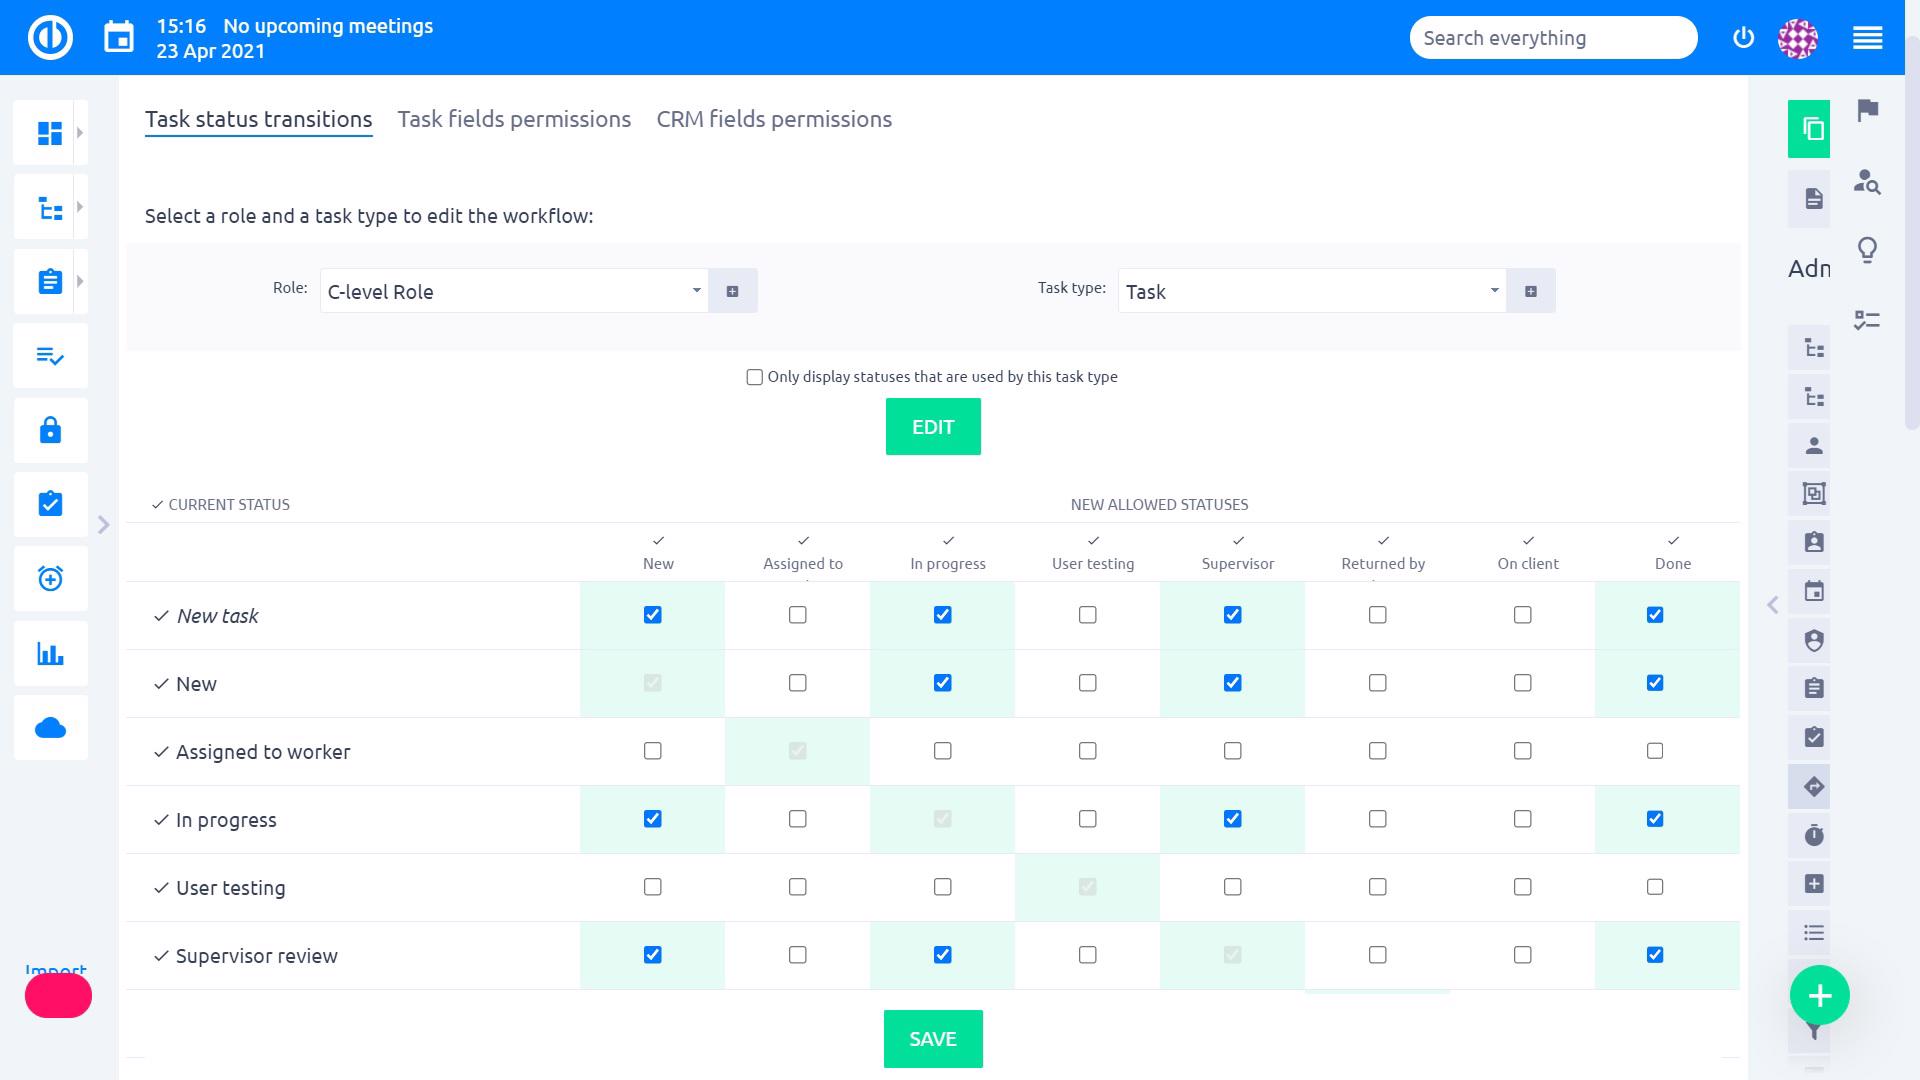 15:16 No upcoming meetings
23 Apr 2021
Search everything
Task status transitions Task fields permissions CRM fields permissions
Select a role and a task type to edit the workflow:
Role: C-level Role Task type: Task
Only display statuses that are used by this task type
EDIT
CURRENT STATUS NEW ALLOWED STATUSES
New Assigned to In progress User testing Supervisor Returned by On client Done
New task
New
Assigned to worker
In progress
User testing
Supervisor review
SAVE
Import